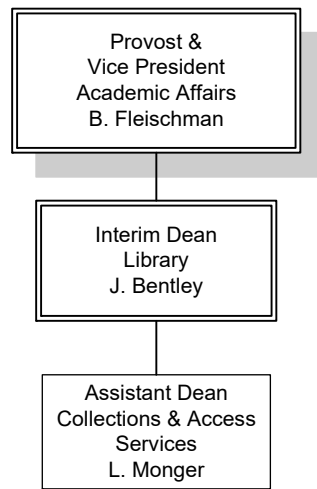 Provost &
Vice President
Academic Affairs
B. Fleischman
Interim Dean
Library
J. Bentley
Assistant Dean
Collections & Access
Services
L. Monger